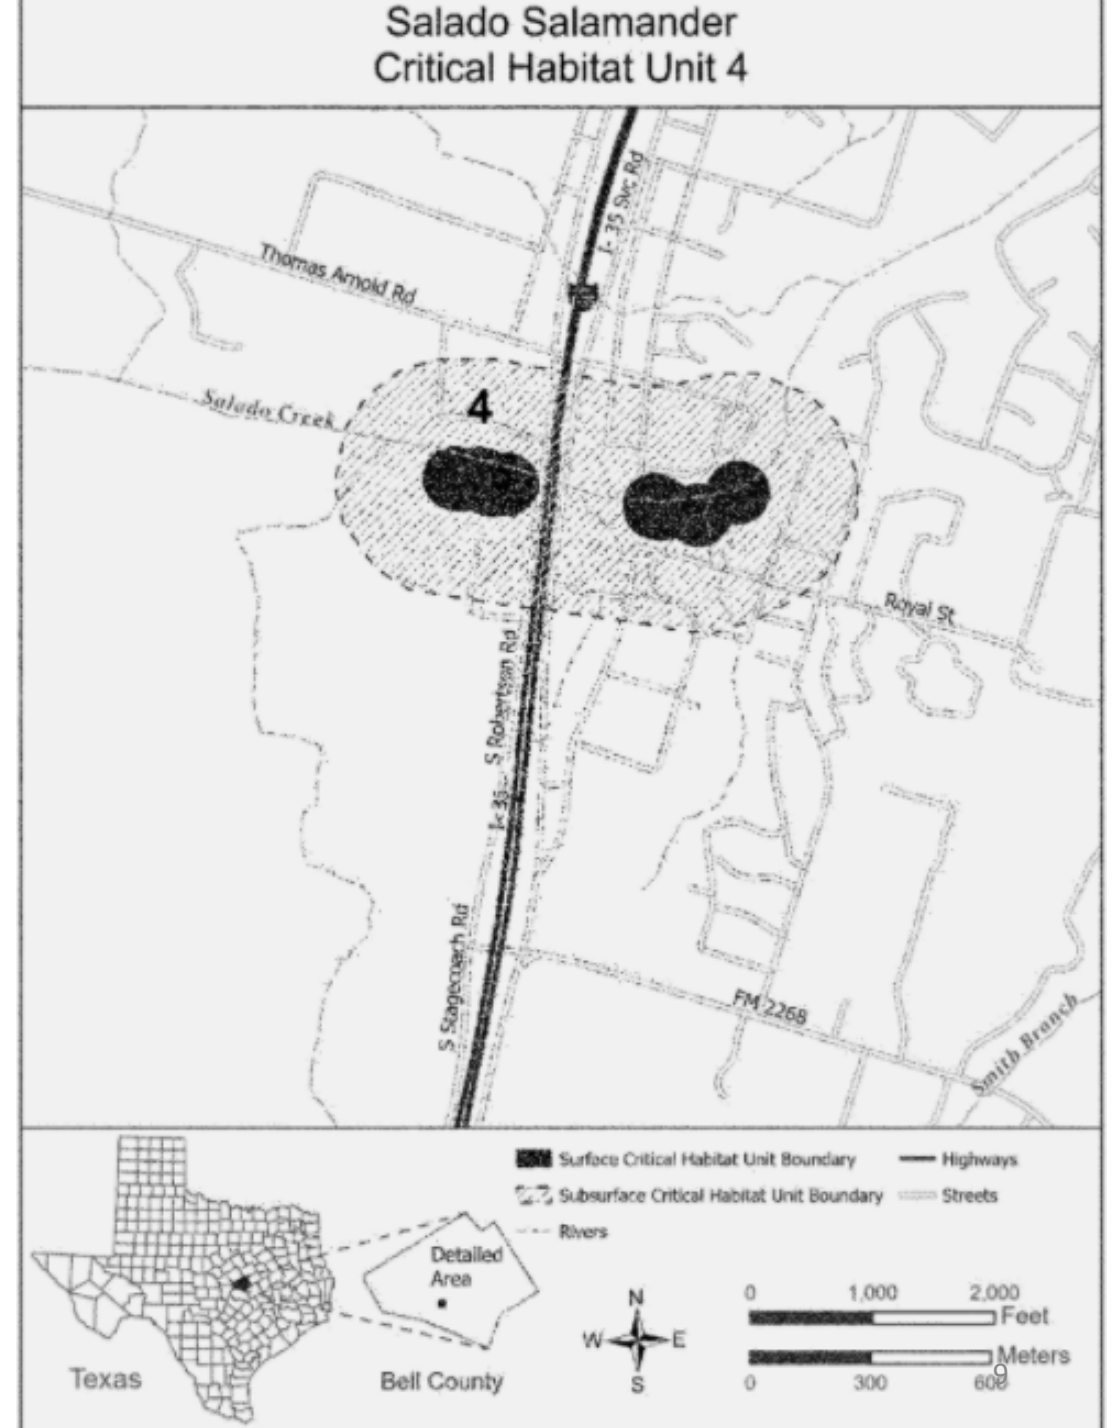 Salado Salamander
Critical Habitat Unit 4
I- 35 Svc Rd
Thomas Arnold Rd
Salado Creek
4
Royal St
S Robertson Rd
I- 35
S Stagecoach Rd
FM 2268
Smith Branch
Surface Critical Habitat Unit Boundary
Highways
Subsurface Critical Habitat Unit Boundary
Streets
Rivers
Detailed
Area
Texas
Bell County
N
W E
S
0 1,000 2,000
Feet
Meters
0 300 600
9